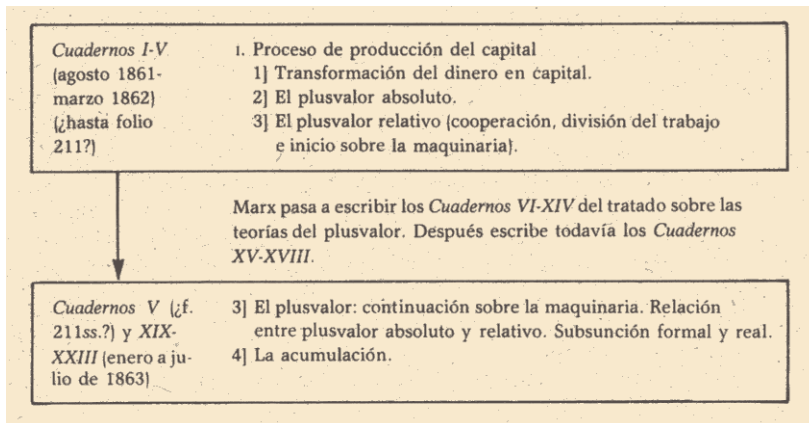 Cuadernos I-V
(agosto 1861-
marzo 1862)
(¿hasta folio
211?)
I. Proceso de producción del capital
1] Transformación del dinero en capital.
2] El plusvalor absoluto.
3] El plusvalor relativo (cooperación, división del trabajo
e inicio sobre la maquinaria).
Marx pasa a escribir los Cuadernos VI-XIV del tratado sobre las
teorías del plusvalor. Después escribe todavía los Cuadernos
XV-XVIII.
Cuadernos V (¿f.
211ss.?) y XIX-
XXIII (enero a ju-
lio de 1863)
3] El plusvalor: continuación sobre la maquinaria. Relación
entre plusvalor absoluto y relativo. Subsunción formal y real.
4] La acumulación.